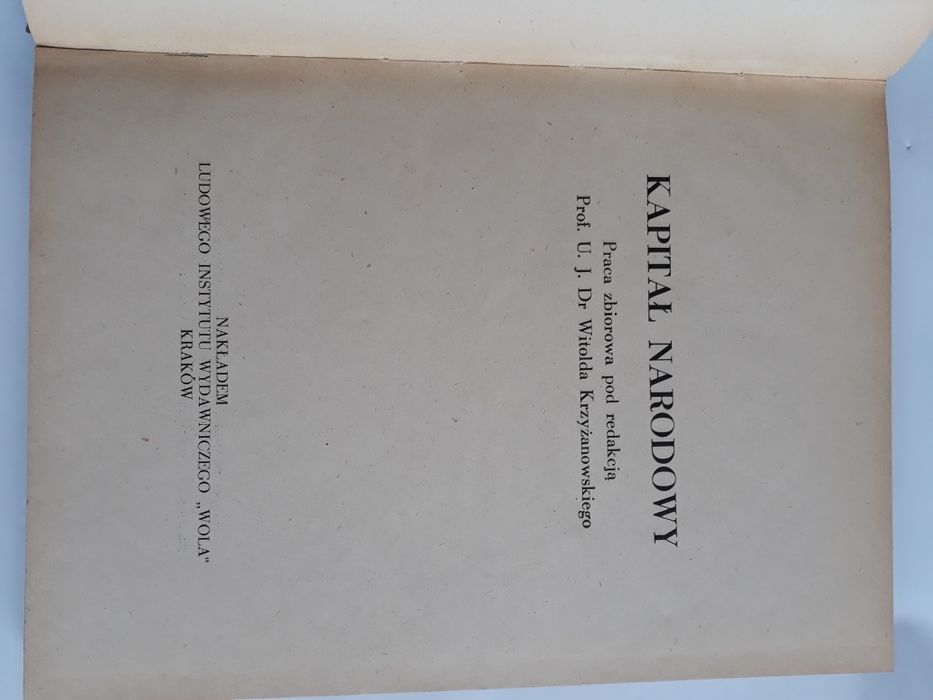 KAPITAŁ NARODOWY
Praca zbiorowa pod redakcją
Prof. U. J. Dr Witolda Krzyżanowskiego
NAKŁADEM
LUDOWEGO INSTYTUTU WYDAWNICZEGO „WOLA“
KRAKÓW